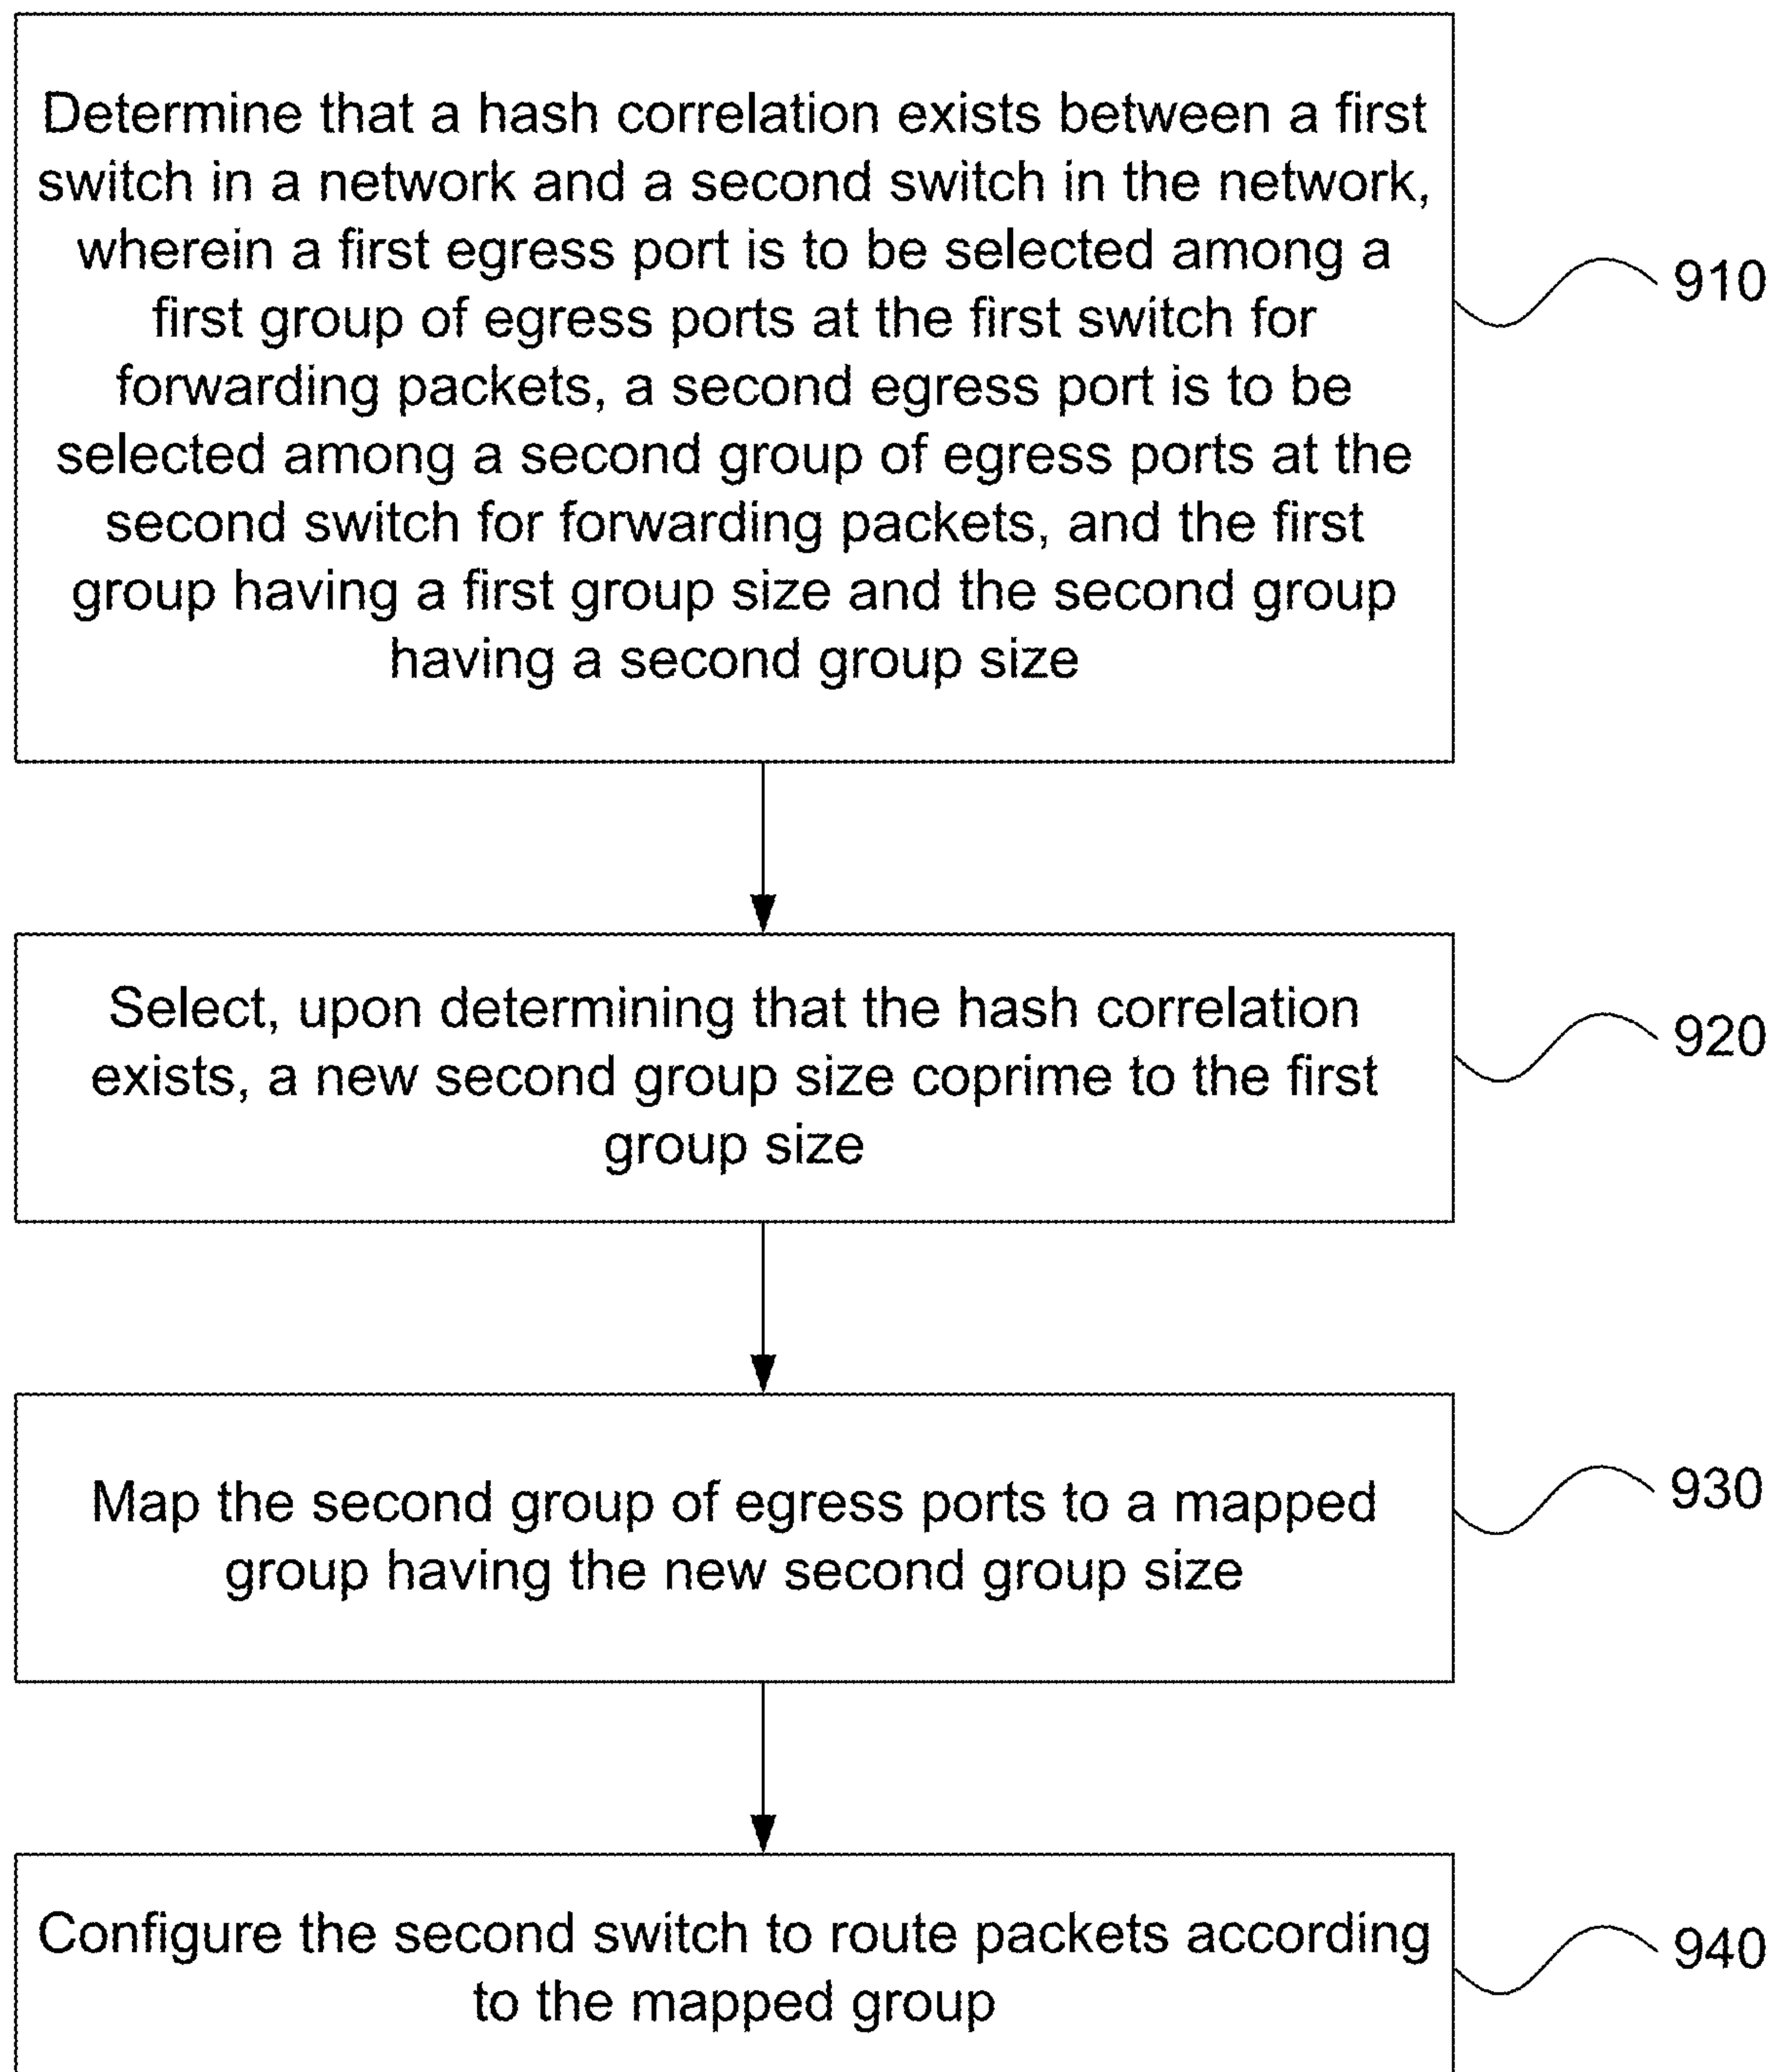 Determine that a hash correlation exists between a first
switch in a network and a second switch in the network,
wherein a first egress port is to be selected among a
first group of egress ports at the first switch for
forwarding packets, a second egress port is to be
selected among a second group of egress ports at the
second switch for forwarding packets, and the first
group having a first group size and the second group
having a second group size
910
Select, upon determining that the hash correlation
exists, a new second group size coprime to the first
group size
920
Map the second group of egress ports to a mapped
group having the new second group size
930
Configure the second switch to route packets according
to the mapped group
940